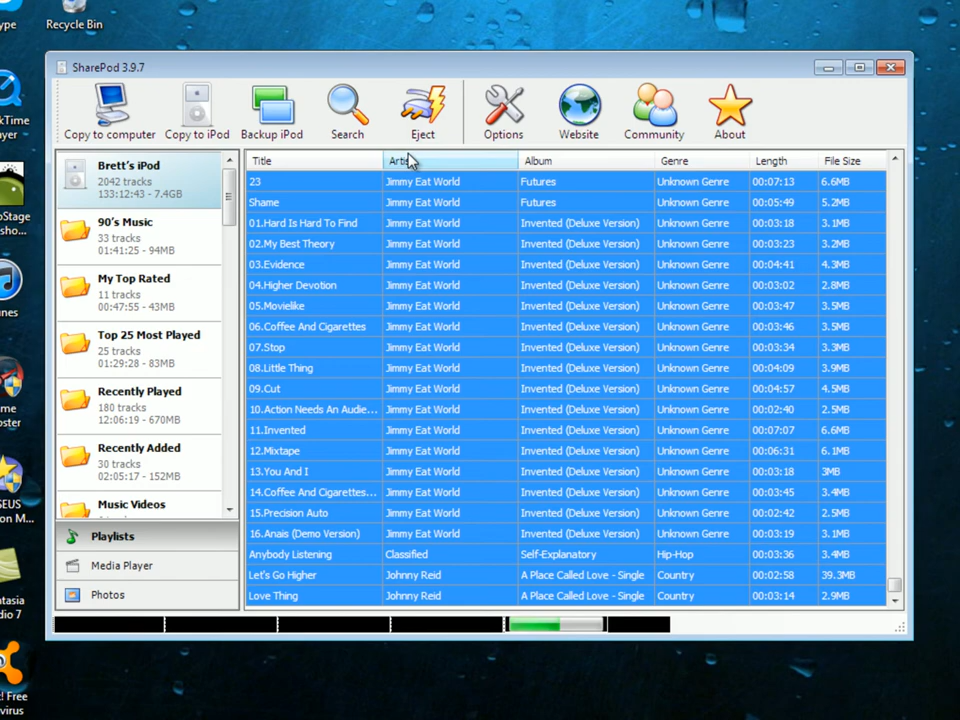 ype
Recycle Bin
SharePod 3.9.7
Copy to computer Copy to iPod Backup iPod Search Eject Options Website Community About
Title Artis Album Genre Length File Size
23 Jimmy Eat World Futures Unknown Genre 00:07:13 6.6MB
Shame Jimmy Eat World Futures Unknown Genre 00:05:49 5.2MB
01.Hard Is Hard To Find Jimmy Eat World Invented (Deluxe Version) Unknown Genre 00:03:18 3.1MB
02.My Best Theory Jimmy Eat World Invented (Deluxe Version) Unknown Genre 00:03:23 3.2MB
03.Evidence Jimmy Eat World Invented (Deluxe Version) Unknown Genre 00:04:41 4.3MB
04.Higher Devotion Jimmy Eat World Invented (Deluxe Version) Unknown Genre 00:03:02 2.8MB
05.Movielike Jimmy Eat World Invented (Deluxe Version) Unknown Genre 00:03:47 3.5MB
06.Coffee And Cigarettes Jimmy Eat World Invented (Deluxe Version) Unknown Genre 00:03:46 3.5MB
07.Stop Jimmy Eat World Invented (Deluxe Version) Unknown Genre 00:03:34 3.3MB
08.Little Thing Jimmy Eat World Invented (Deluxe Version) Unknown Genre 00:04:09 3.9MB
09.Cut Jimmy Eat World Invented (Deluxe Version) Unknown Genre 00:04:57 4.5MB
10.Action Needs An Audie... Jimmy Eat World Invented (Deluxe Version) Unknown Genre 00:02:40 2.5MB
11.Invented Jimmy Eat World Invented (Deluxe Version) Unknown Genre 00:07:07 6.6MB
12.Mixtape Jimmy Eat World Invented (Deluxe Version) Unknown Genre 00:06:31 6.1MB
13.You And I Jimmy Eat World Invented (Deluxe Version) Unknown Genre 00:03:18 3MB
14.Coffee And Cigarettes... Jimmy Eat World Invented (Deluxe Version) Unknown Genre 00:03:45 3.4MB
15.Precision Auto Jimmy Eat World Invented (Deluxe Version) Unknown Genre 00:02:42 2.5MB
16.Anais (Demo Version) Jimmy Eat World Invented (Deluxe Version) Unknown Genre 00:03:19 3.1MB
Anybody Listening Classified Self-Explanatory Hip-Hop 00:03:36 3.4MB
Let's Go Higher Johnny Reid A Place Called Love - Single Country 00:02:58 39.3MB
Love Thing Johnny Reid A Place Called Love - Single Country 00:03:14 2.9MB
Brett's iPod
2042 tracks
133:12:43 - 7.4GB
90's Music
33 tracks
01:41:25 - 94MB
My Top Rated
11 tracks
00:47:55 - 43MB
Top 25 Most Played
25 tracks
01:29:28 - 83MB
Recently Played
180 tracks
12:06:19 - 670MB
Recently Added
30 tracks
02:05:17 - 152MB
Music Videos
Playlists
Media Player
Photos
kTime
ayer
oStage
sho...
unes
me
oster
SEUS
on M...
ntasia
dio 7
t! Free
virus